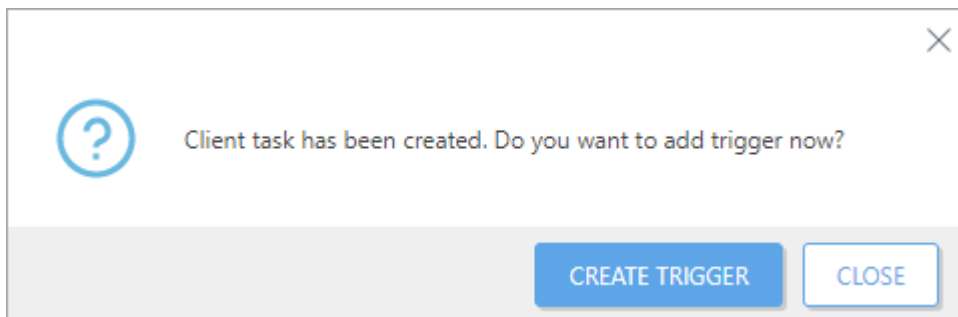 Client task has been created. Do you want to add trigger now?
CREATE TRIGGER CLOSE